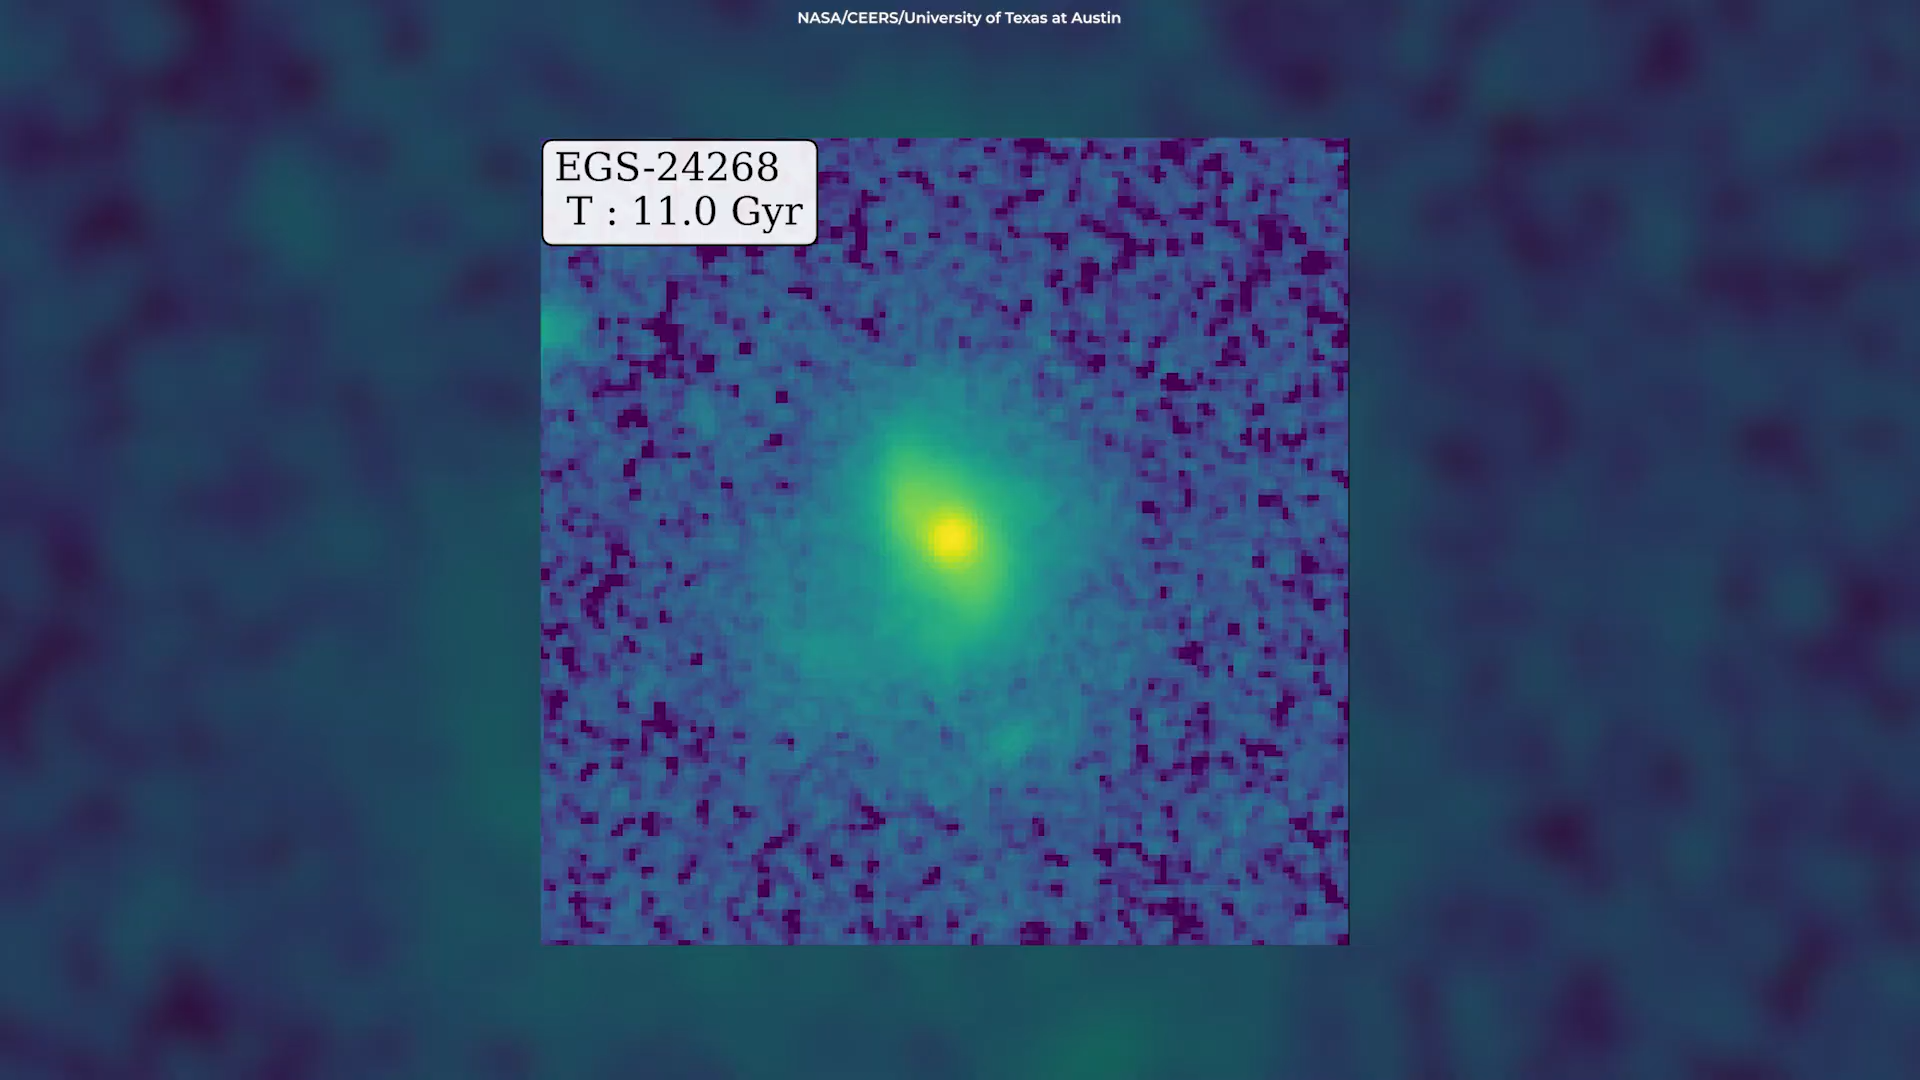 NASA/CEERS/University of Texas at Austin
EGS-24268
T : 11.0 Gyr